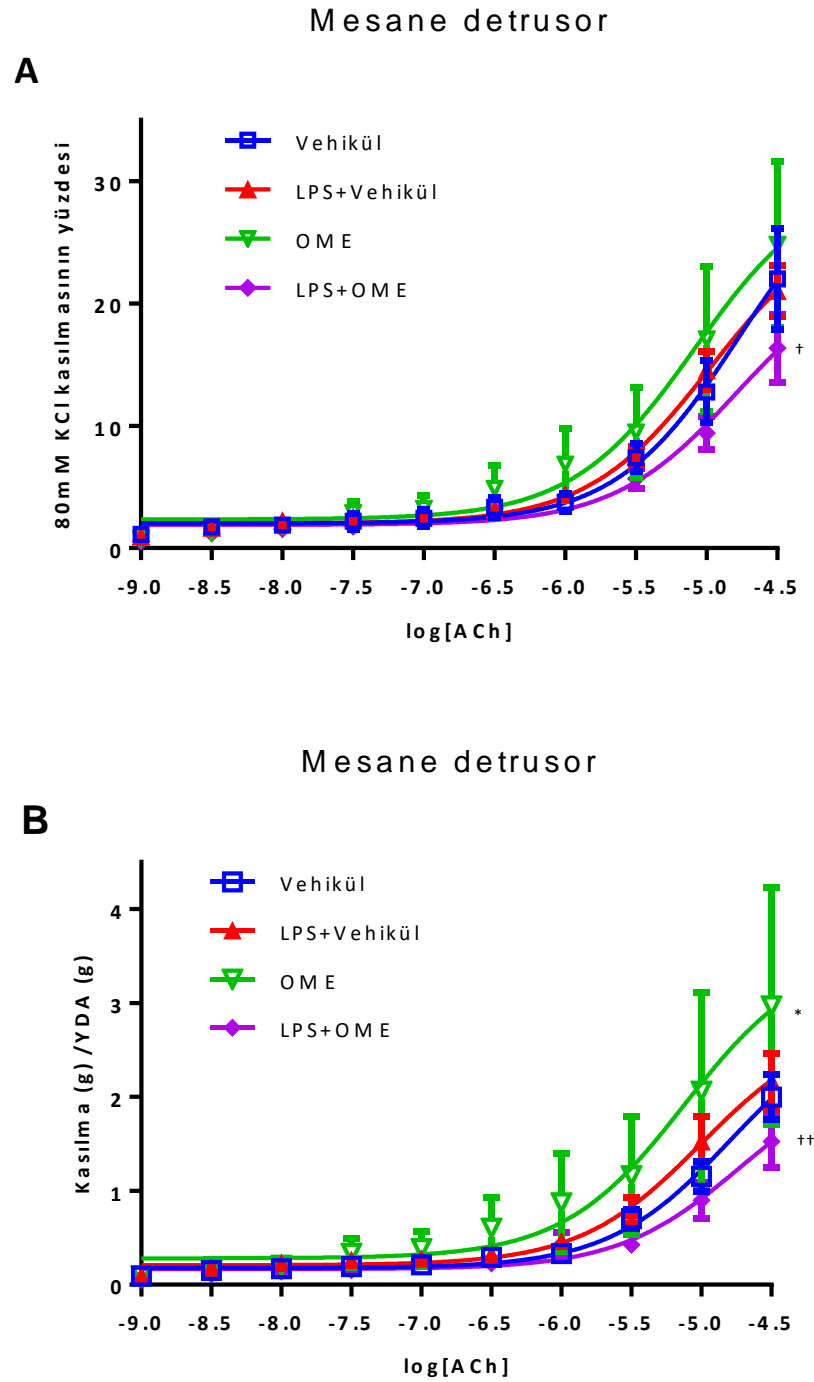 Mesane detrusor
A
80mM KCl kasılmasının yüzdesi
Vehikül
LPS+Vehikül
OME
LPS+OME
30
20
10
0
†
-9.0 -8.5 -8.0 -7.5 -7.0 -6.5 -6.0 -5.5 -5.0 -4.5
log[ACh]
Mesane detrusor
B
Kasılma (g) /YDA (g)
Vehikül
LPS+Vehikül
OME
LPS+OME
4
3
2
1
0
*
††
-9.0 -8.5 -8.0 -7.5 -7.0 -6.5 -6.0 -5.5 -5.0 -4.5
log[ACh]